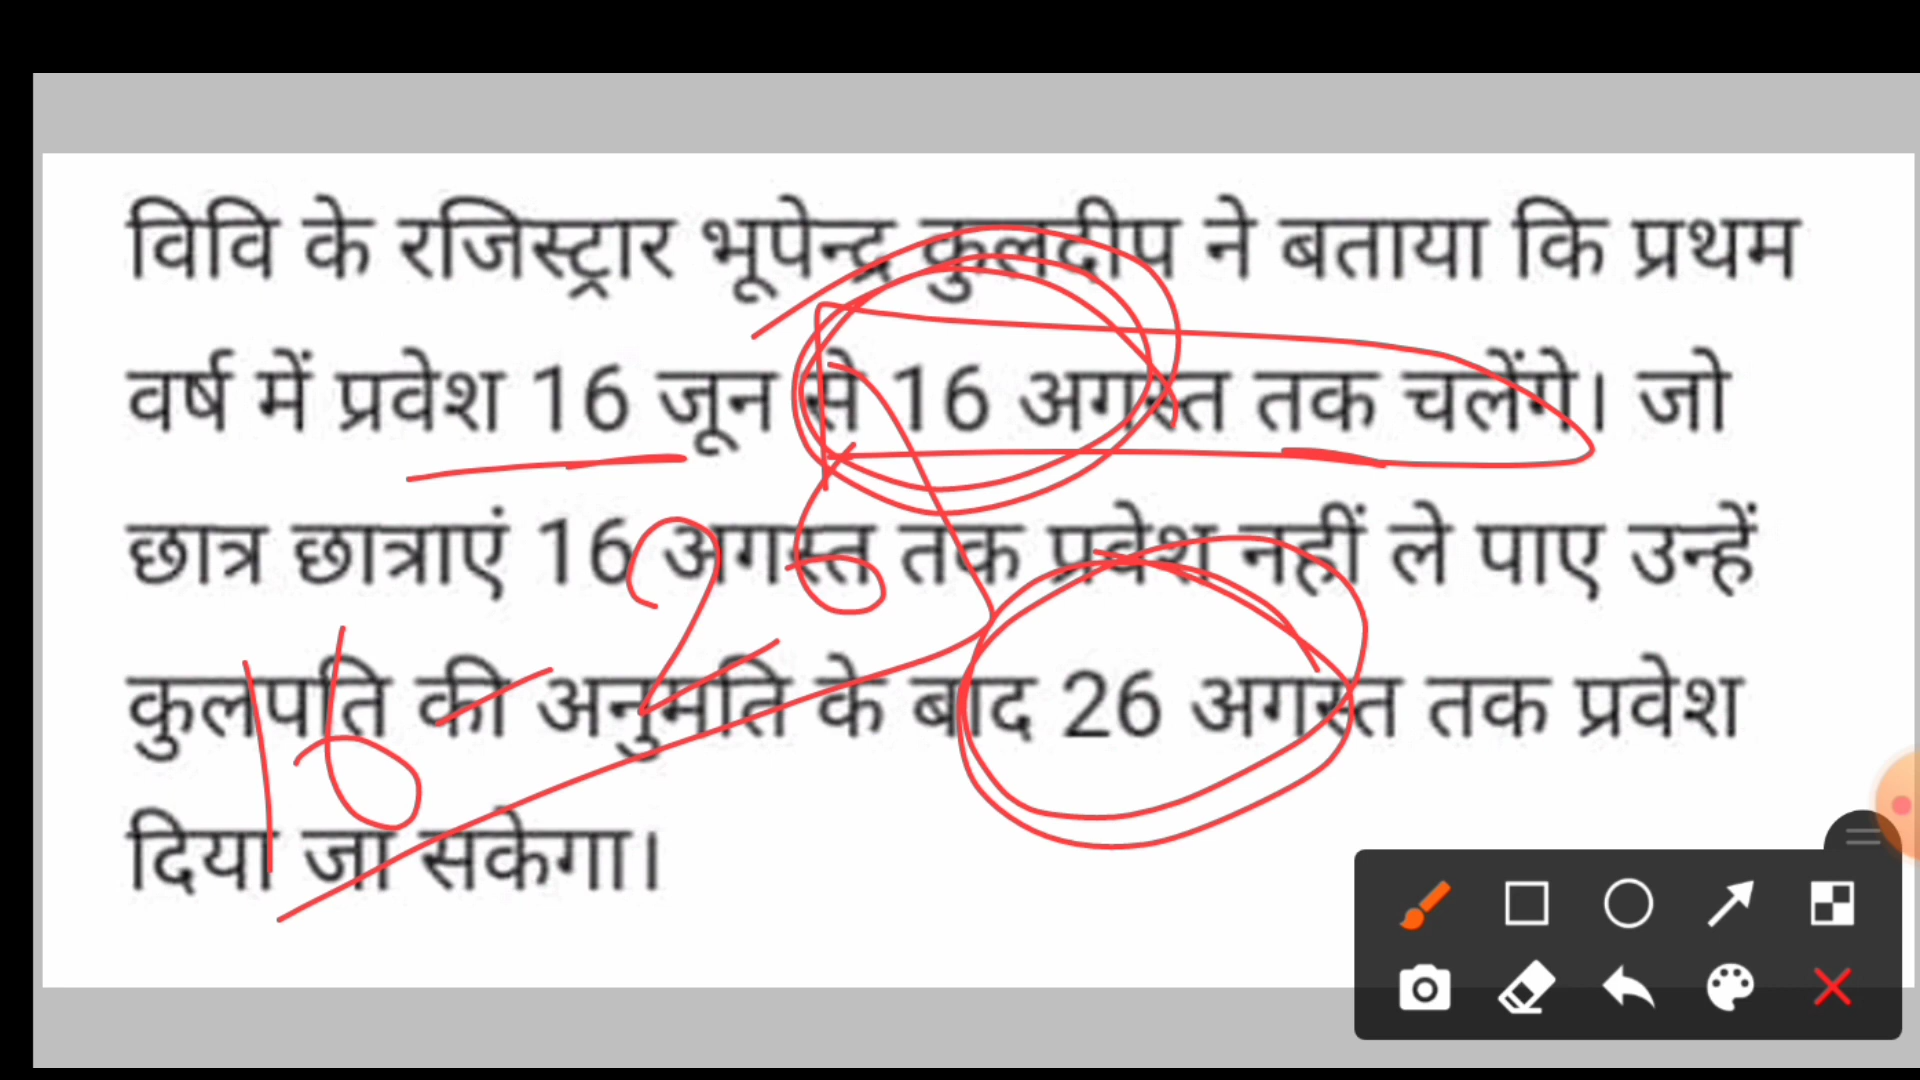 विवि के रजिस्ट्रार भूपेन्द्र कुलदीप ने बताया कि प्रथम
वर्ष में प्रवेश 16 जून से 16 अगस्त तक चलेंगे। जो
छात्र छात्राएं 16 अगस्त तक प्रवेश नहीं ले पाए उन्हें
कुलपति की अनुमति के बाद 26 अगस्त तक प्रवेश
दिया जा सकेगा।
16 - 26